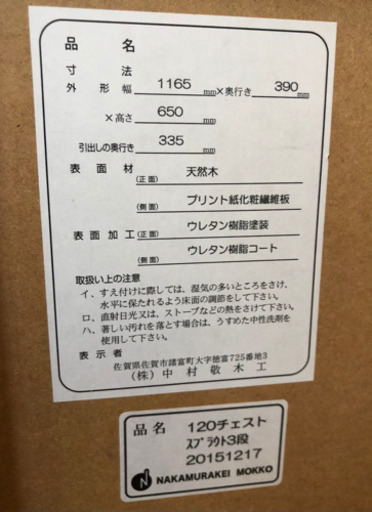 品名
寸法
外形 幅 1165 mm ×奥行き 390 mm
×高さ 650 mm
引出しの奥行き 335 mm
表面材 (正面) 天然木
(側面) プリント紙化粧繊維板
表面加工 (正面) ウレタン樹脂塗装
(側面) ウレタン樹脂コート
取扱い上の注意
イ、すえ付けに際しては、湿気の多いところをさけ、
水平に保たれるよう床面の調節をして下さい。
ロ、直射日光又は、ストーブなどの熱をさけて下さい。
ハ、著しい汚れを落とす場合は、うすめた中性洗剤を
使用して下さい。
表示者
佐賀県佐賀市諸富町大字徳富725番地3
(株)中村敬木工
品名 120チェスト
ｽﾌﾟﾗｳﾄ3段
20151217
NAKAMURAKEI MOKKO